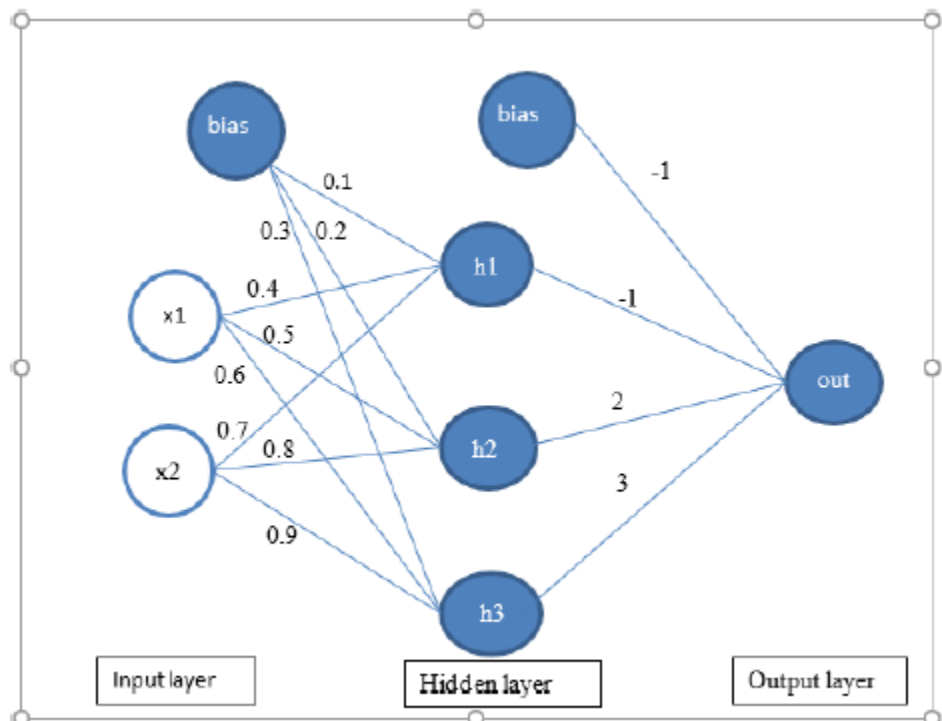 bias
bias
-1
0.1
0.3
0.2
h1
0.4
-1
x1
0.5
0.6
out
2
0.7
0.8
h2
x2
3
0.9
h3
Input layer
Hidden layer
Output layer